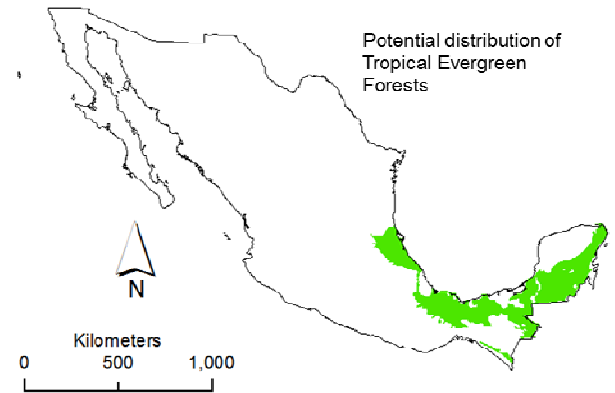 Potential distribution of
Tropical Evergreen
Forests
N
Kilometers
0 500 1,000